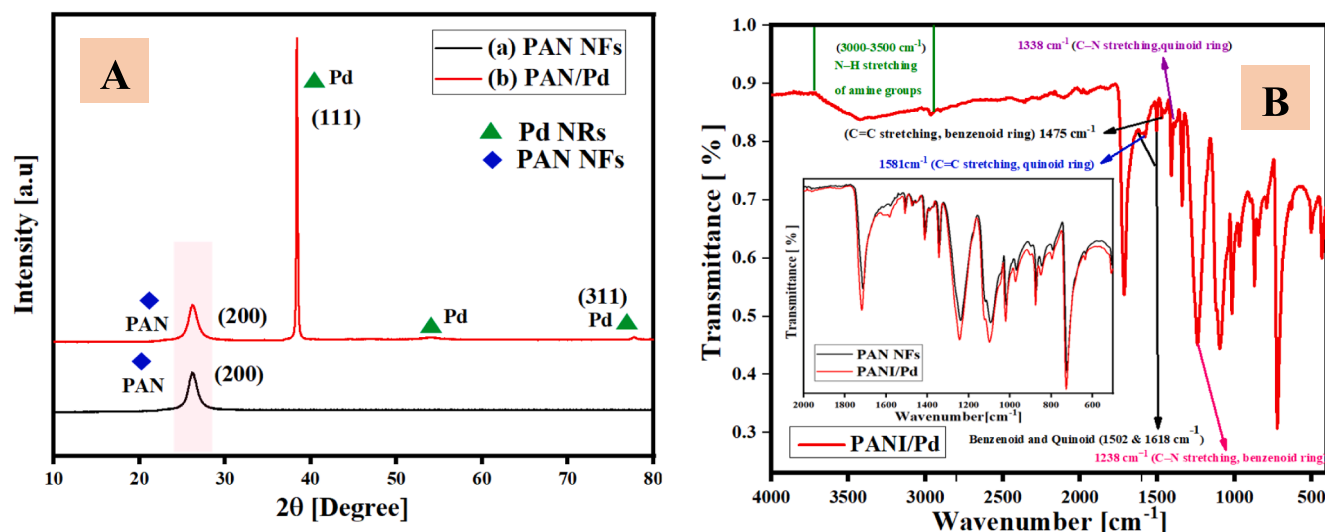 A
(a) PAN NFs
(b) PAN/Pd
Pd
(111)
Pd NRs
PAN NFs
Intensity [a.u]
PAN
(200)
Pd
(311)
Pd
PAN
(200)
10 20 30 40 50 60 70 80
2θ [Degree]
B
1.0
0.9
0.8
0.7
0.6
0.5
0.4
0.3
Transmittance [ %]
(3000-3500 cm⁻¹)
N–H stretching
of amine groups
1338 cm⁻¹ (C–N stretching,quinoid ring)
(C=C stretching, benzenoid ring) 1475 cm⁻¹
1581cm⁻¹ (C=C stretching, quinoid ring)
Transmittance [ %]
PAN NFs
PANI/Pd
2000 1800 1600 1400 1200 1000 800 600
Wavenumber[cm⁻¹]
PANI/Pd
Benzenoid and Quinoid (1502 & 1618 cm⁻¹)
1238 cm⁻¹ (C–N stretching, benzenoid ring)
4000 3500 3000 2500 2000 1500 1000 500
Wavenumber [cm⁻¹]